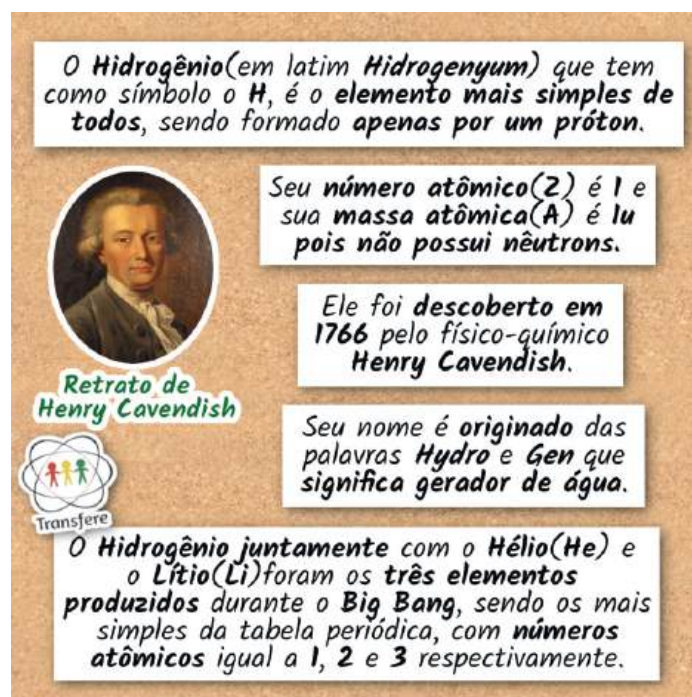 O Hidrogênio(em latim Hidrogenyum) que tem
como símbolo o H, é o elemento mais simples de
todos, sendo formado apenas por um próton.
Seu número atômico(Z) é 1 e
sua massa atômica(A) é 1u
pois não possui nêutrons.
Ele foi descoberto em
1766 pelo físico-químico
Henry Cavendish.
Retrato de
Henry Cavendish
Seu nome é originado das
palavras Hydro e Gen que
significa gerador de água.
Transfere
O Hidrogênio juntamente com o Hélio(He) e
o Lítio(Li)foram os três elementos
produzidos durante o Big Bang, sendo os mais
simples da tabela periódica, com números
atômicos igual a 1, 2 e 3 respectivamente.